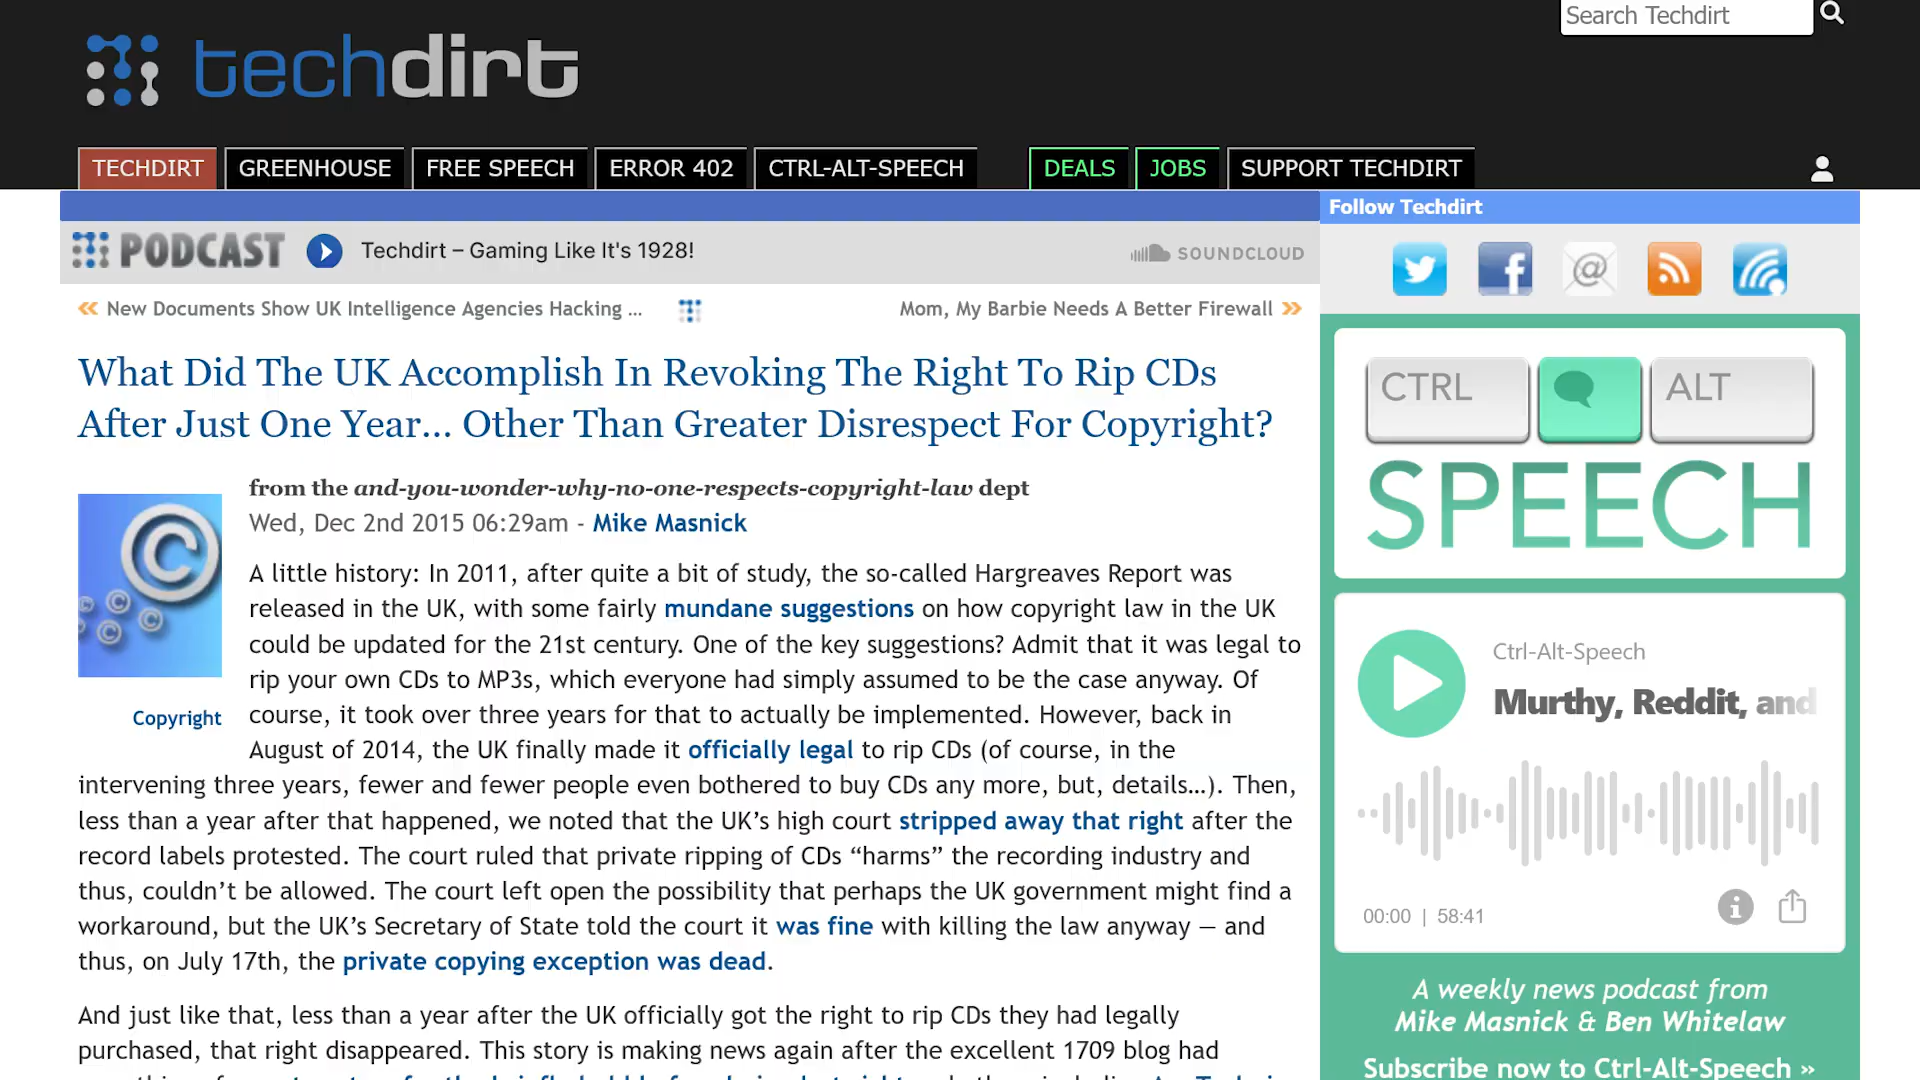 Search Techdirt
techdirt
TECHDIRT GREENHOUSE FREE SPEECH ERROR 402 CTRL-ALT-SPEECH DEALS JOBS SUPPORT TECHDIRT
Follow Techdirt
PODCAST Techdirt – Gaming Like It's 1928! SOUNDCLOUD
New Documents Show UK Intelligence Agencies Hacking ...
Mom, My Barbie Needs A Better Firewall
What Did The UK Accomplish In Revoking The Right To Rip CDs
After Just One Year… Other Than Greater Disrespect For Copyright?
from the and-you-wonder-why-no-one-respects-copyright-law dept
Wed, Dec 2nd 2015 06:29am - Mike Masnick
Copyright
A little history: In 2011, after quite a bit of study, the so-called Hargreaves Report was
released in the UK, with some fairly mundane suggestions on how copyright law in the UK
could be updated for the 21st century. One of the key suggestions? Admit that it was legal to
rip your own CDs to MP3s, which everyone had simply assumed to be the case anyway. Of
course, it took over three years for that to actually be implemented. However, back in
August of 2014, the UK finally made it officially legal to rip CDs (of course, in the
intervening three years, fewer and fewer people even bothered to buy CDs any more, but, details…). Then,
less than a year after that happened, we noted that the UK’s high court stripped away that right after the
record labels protested. The court ruled that private ripping of CDs “harms” the recording industry and
thus, couldn’t be allowed. The court left open the possibility that perhaps the UK government might find a
workaround, but the UK’s Secretary of State told the court it was fine with killing the law anyway — and
thus, on July 17th, the private copying exception was dead.
And just like that, less than a year after the UK officially got the right to rip CDs they had legally
purchased, that right disappeared. This story is making news again after the excellent 1709 blog had
CTRL ALT
SPEECH
Ctrl-Alt-Speech
Murthy, Reddit, and
00:00 | 58:41
A weekly news podcast from
Mike Masnick & Ben Whitelaw
Subscribe now to Ctrl-Alt-Speech »